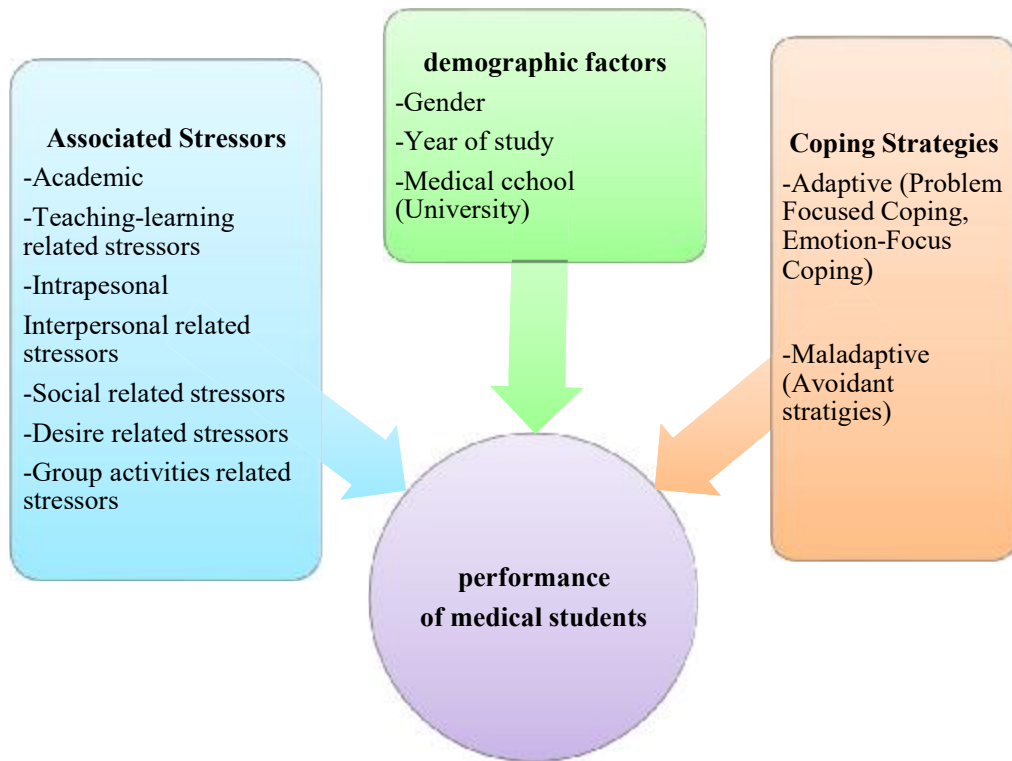 Associated Stressors
-Academic
-Teaching-learning
related stressors
-Intrapesonal
Interpersonal related
stressors
-Social related stressors
-Desire related stressors
-Group activities related
stressors
demographic factors
-Gender
-Year of study
-Medical cchool
(University)
Coping Strategies
-Adaptive (Problem
Focused Coping,
Emotion-Focus
Coping)
-Maladaptive
(Avoidant
stratigies)
performance
of medical students